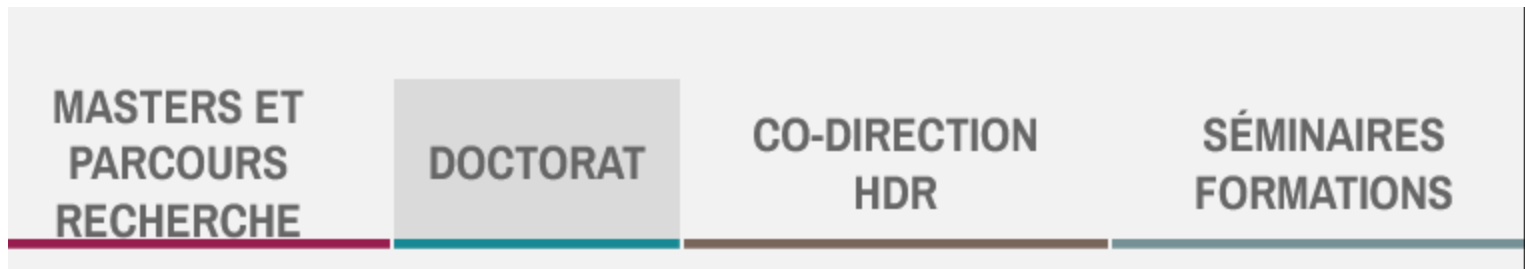 MASTERS ET
PARCOURS
RECHERCHE
DOCTORAT
CO-DIRECTION
HDR
SÉMINAIRES
FORMATIONS